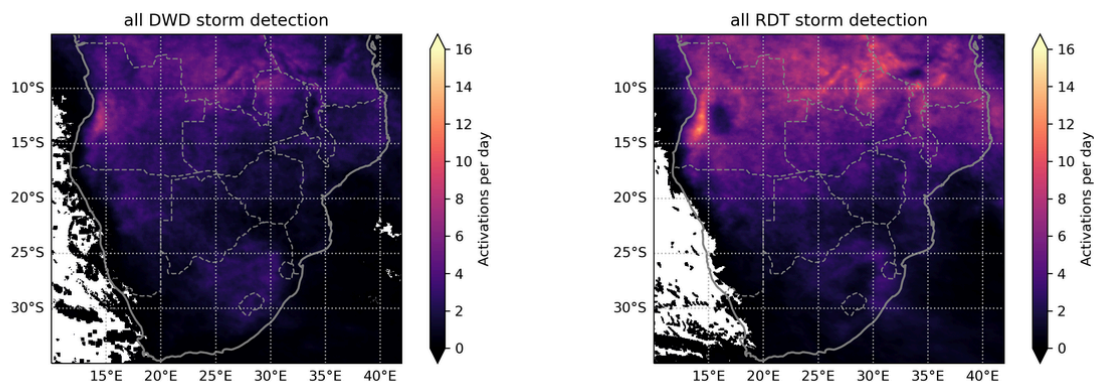 all DWD storm detection
10°S
15°S
20°S
25°S
30°S
15°E 20°E 25°E 30°E 35°E 40°E
16
14
12
10
8
6
4
2
0
Activations per day
all RDT storm detection
10°S
15°S
20°S
25°S
30°S
15°E 20°E 25°E 30°E 35°E 40°E
16
14
12
10
8
6
4
2
0
Activations per day